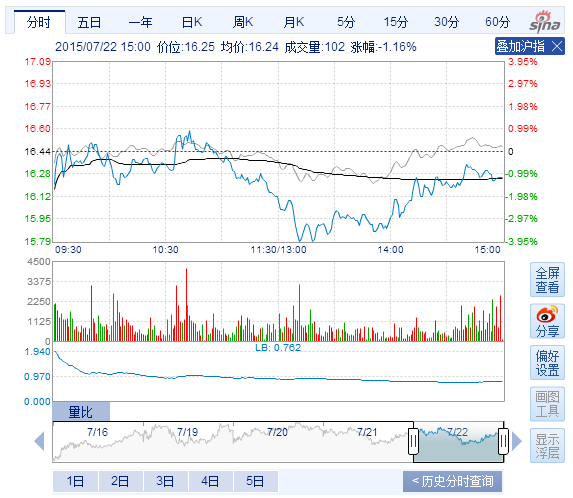 分时 五日 一年 日K 周K 月K 5分 15分 30分 60分 sina
2015/07/22 15:00 价位:16.25 均价:16.24 成交量:102 涨幅:-1.16% 叠加沪指
17.09 3.95%
16.93 2.97%
16.77 1.98%
16.60 0.99%
16.44 0
16.28 -0.99%
16.12 -1.98%
15.95 -2.97%
15.79 -3.95%
09:30 10:30 11:30/13:00 14:00 15:00
4500
3375
2250
1125
0
全屏
查看
分享
偏好
设置
画图
工具
显示
浮层
LB: 0.762
1.940
0.970
0.000
量比
7/16 7/19 7/20 7/21 7/22
1日 2日 3日 4日 5日 <历史分时查询